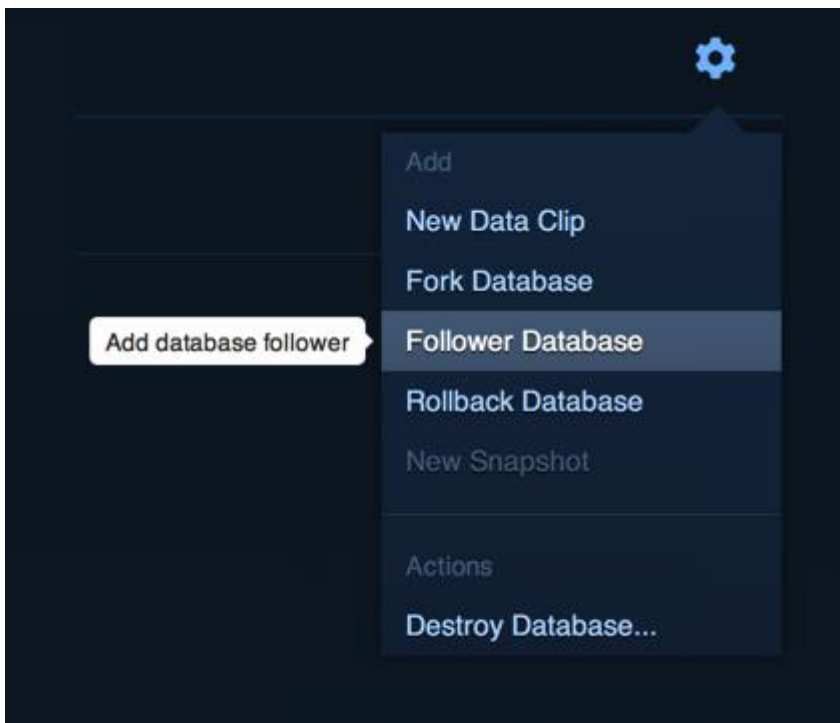 Add
New Data Clip
Fork Database
Add database follower
Follower Database
Rollback Database
New Snapshot
Actions
Destroy Database...